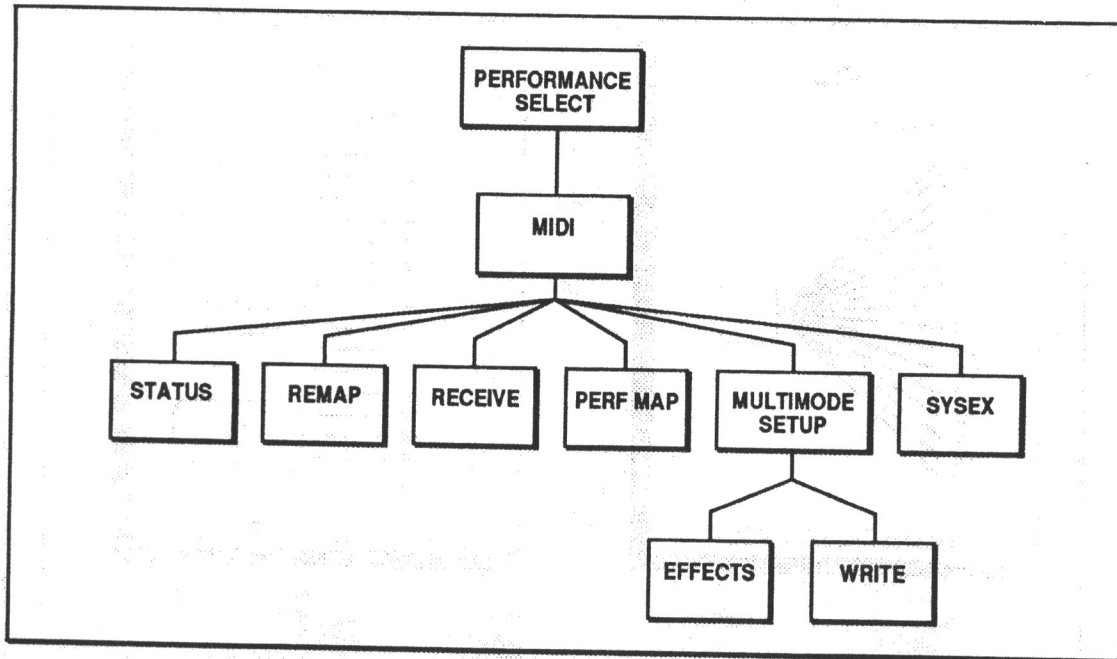 PERFORMANCE
SELECT
MIDI
STATUS
REMAP
RECEIVE
PERF MAP
MULTIMODE
SETUP
SYSEX
EFFECTS
WRITE